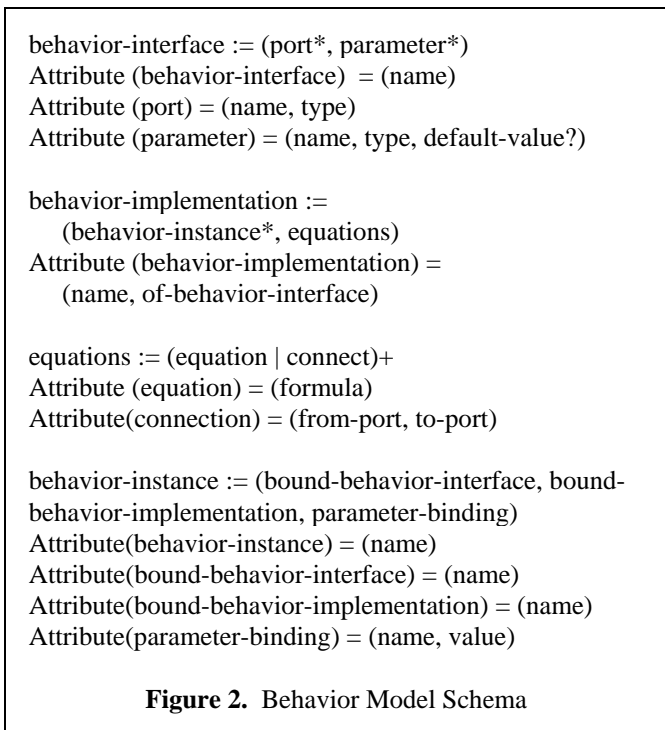 behavior-interface := (port*, parameter*)
Attribute (behavior-interface)  = (name)
Attribute (port) = (name, type)
Attribute (parameter) = (name, type, default-value?)
behavior-implementation :=
(behavior-instance*, equations)
Attribute (behavior-implementation) =
(name, of-behavior-interface)
equations := (equation | connect)+
Attribute (equation) = (formula)
Attribute(connection) = (from-port, to-port)
behavior-instance := (bound-behavior-interface, bound-
behavior-implementation, parameter-binding)
Attribute(behavior-instance) = (name)
Attribute(bound-behavior-interface) = (name)
Attribute(bound-behavior-implementation) = (name)
Attribute(parameter-binding) = (name, value)
Figure 2.  Behavior Model Schema